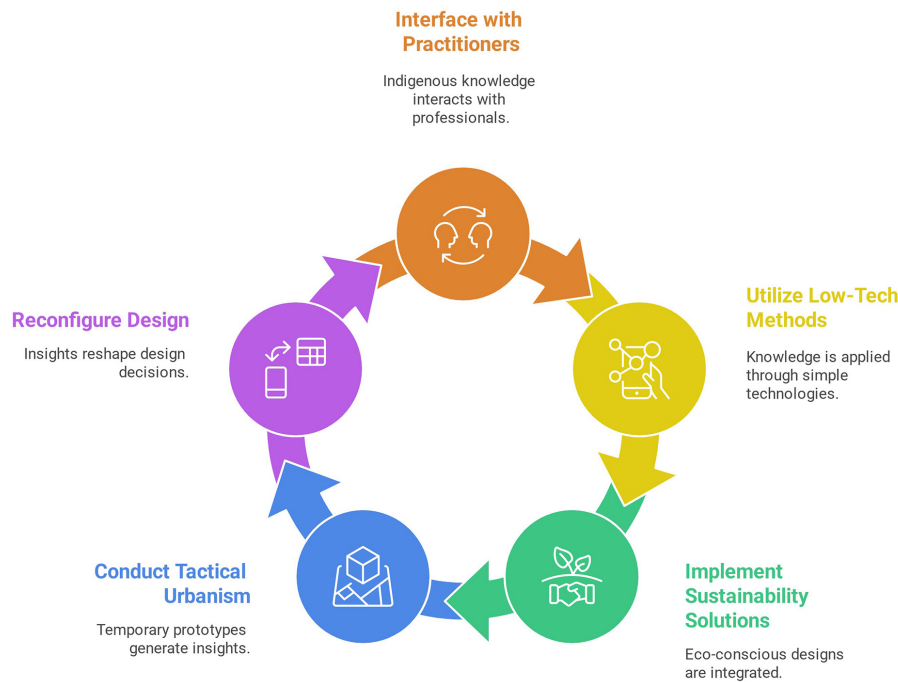 Interface with
Practitioners
Indigenous knowledge
interacts with
professionals.
Utilize Low-Tech
Methods
Knowledge is applied
through simple
technologies.
Implement
Sustainability
Solutions
Eco-conscious designs
are integrated.
Conduct Tactical
Urbanism
Temporary prototypes
generate insights.
Reconfigure Design
Insights reshape design
decisions.